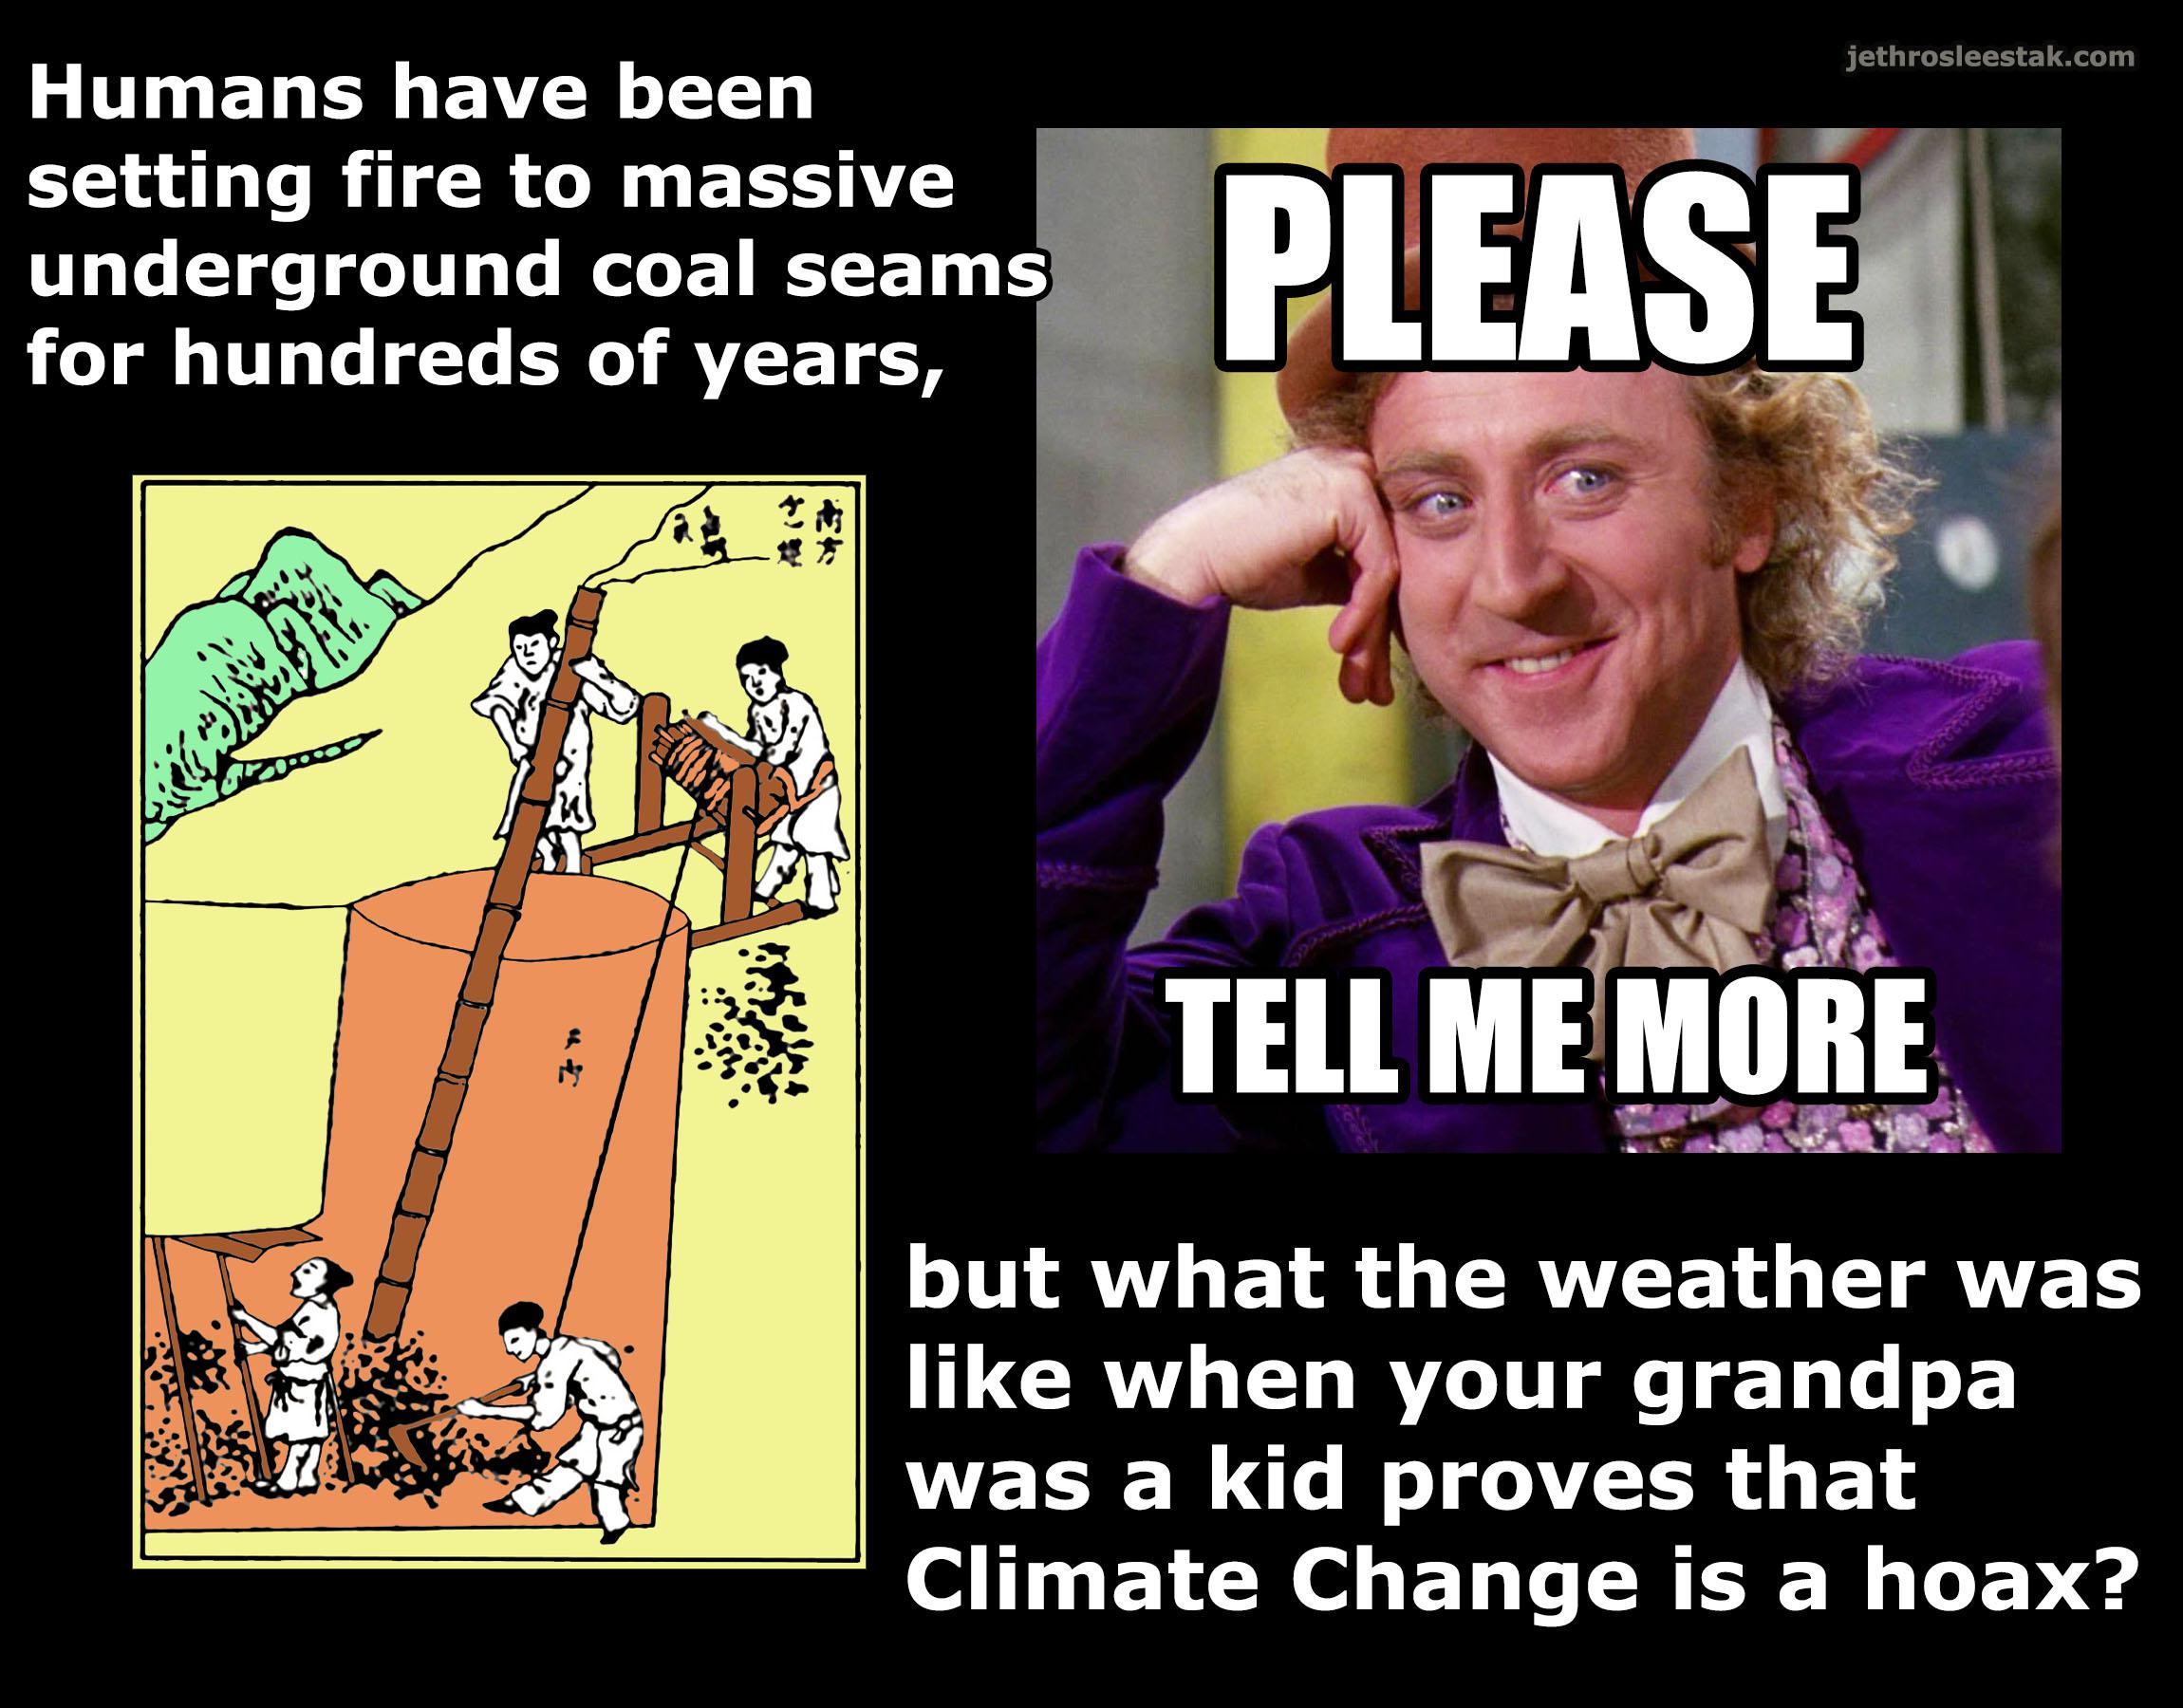 jethrosleestak.com
Humans have been
setting fire to massive
underground coal seams
for hundreds of years,
PLEASE
TELL ME MORE
but what the weather was
like when your grandpa
was a kid proves that
Climate Change is a hoax?